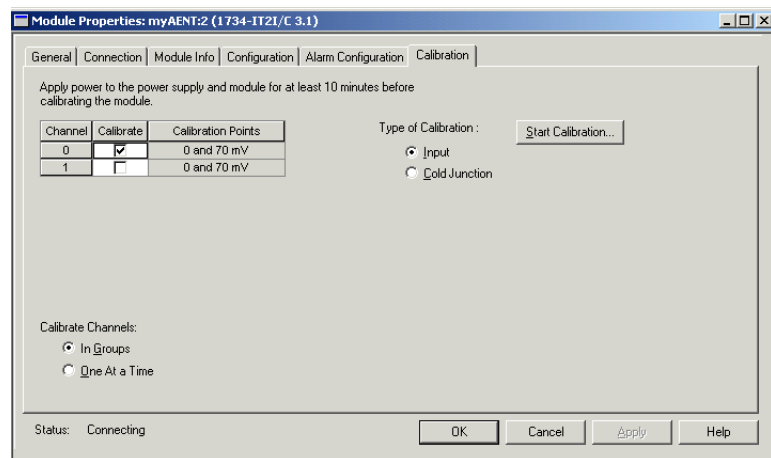 Module Properties: myAENT:2 (1734-IT2I/C 3.1)
General Connection Module Info Configuration Alarm Configuration Calibration
Apply power to the power supply and module for at least 10 minutes before
calibrating the module.
Channel Calibrate Calibration Points
0 0 and 70 mV
1 0 and 70 mV
Type of Calibration :
Input
Cold Junction
Start Calibration...
Calibrate Channels:
In Groups
One At a Time
Status: Connecting
OK Cancel Apply Help